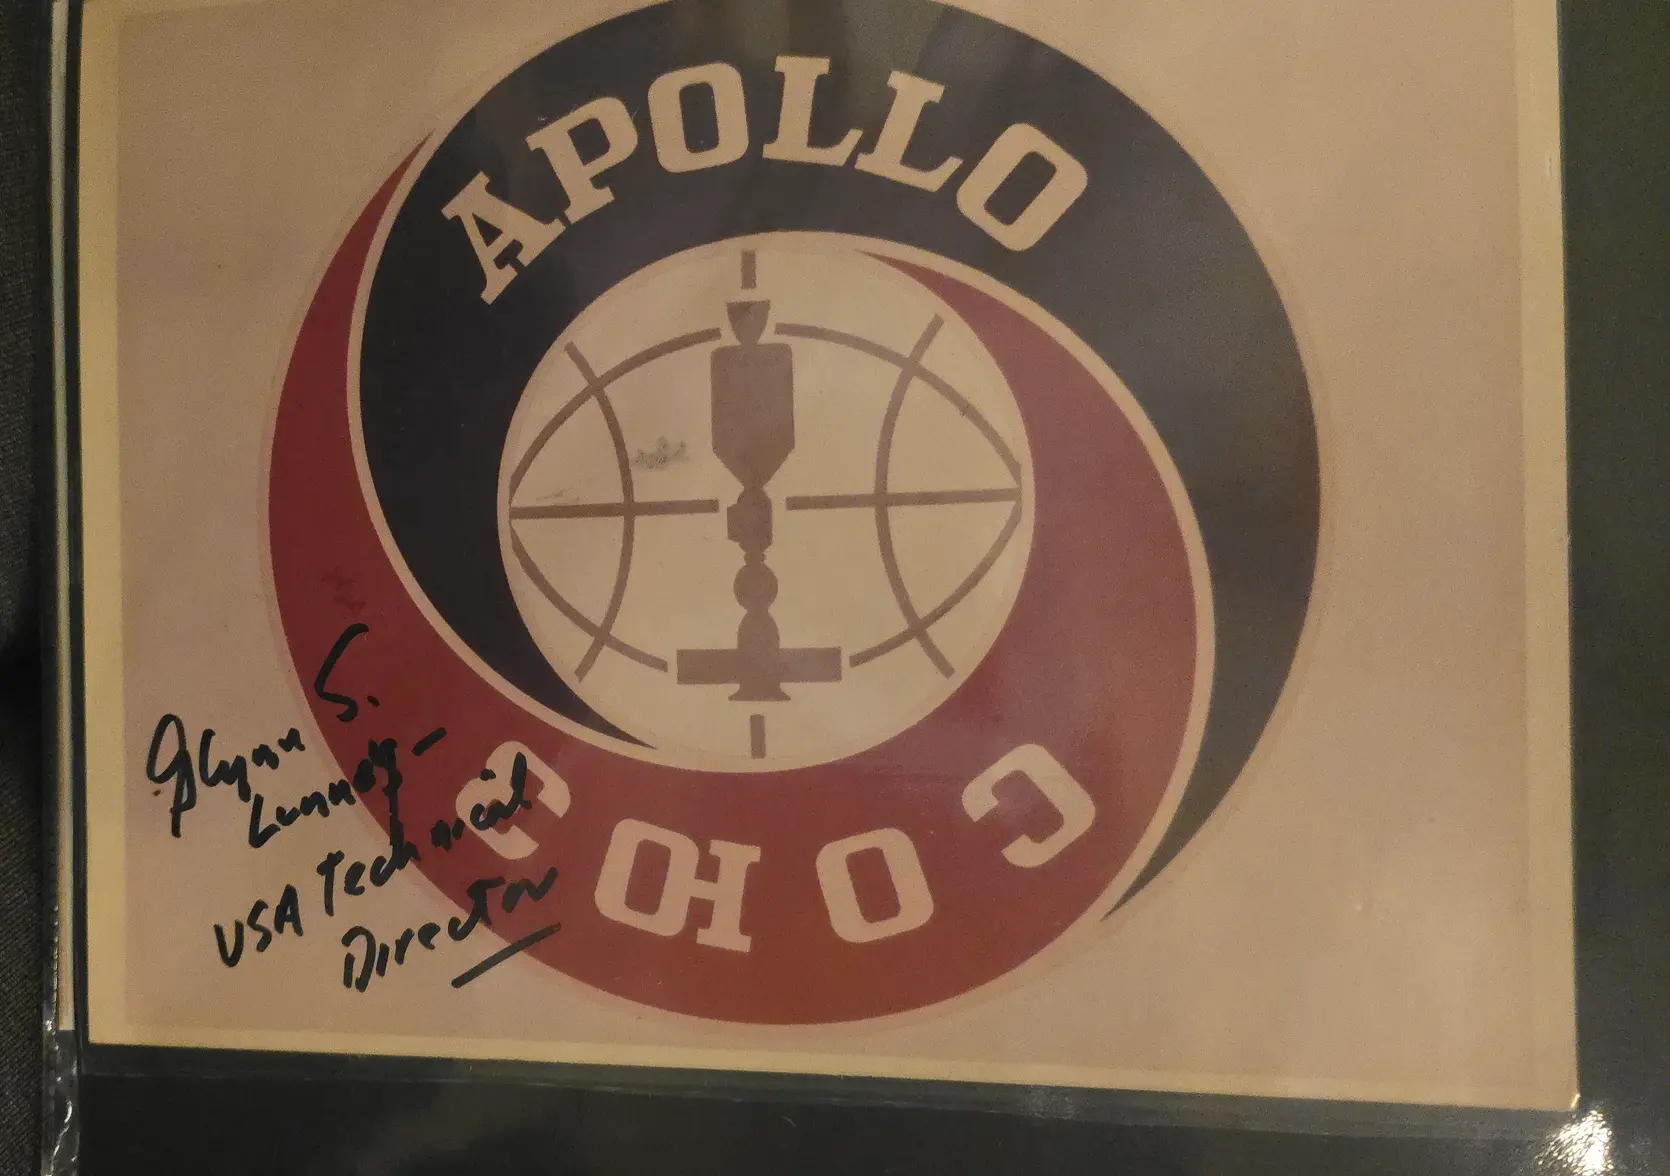 APOLLO
СОЮЗ
Glynn S.
Lunney -
USA Technical
Director